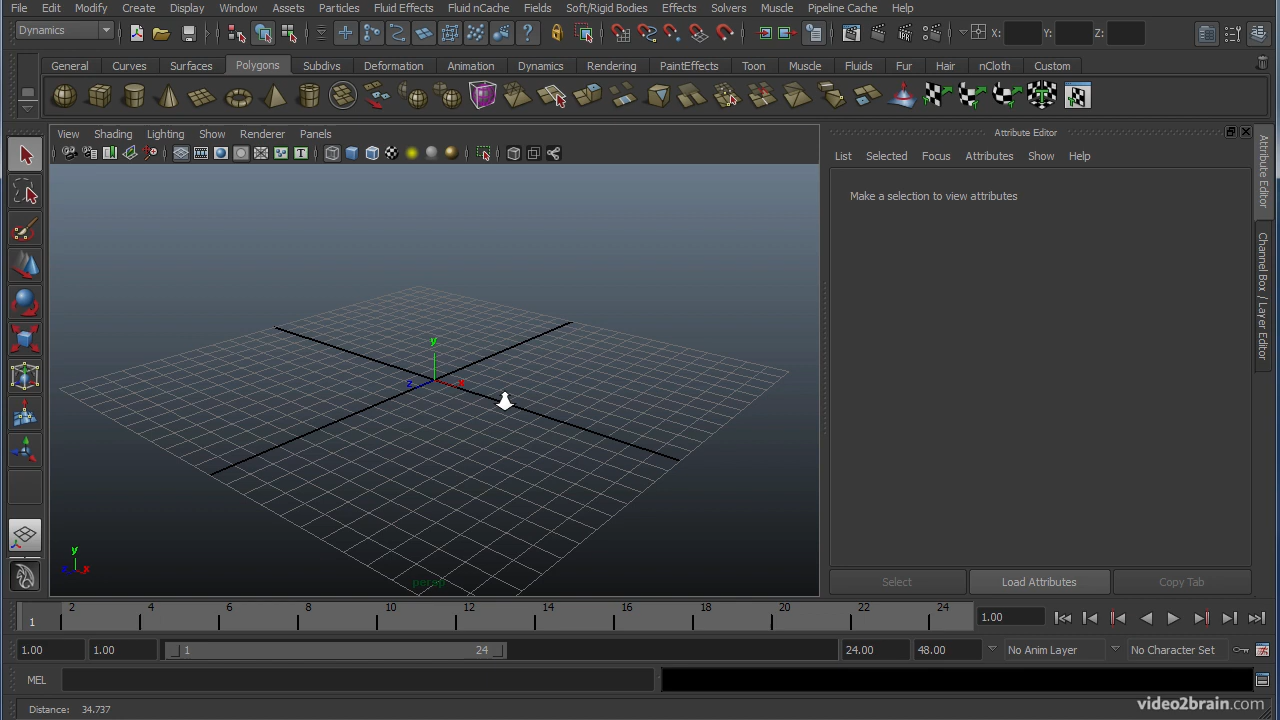 File Edit Modify Create Display Window Assets Particles Fluid Effects Fluid nCache Fields Soft/Rigid Bodies Effects Solvers Muscle Pipeline Cache Help
Dynamics X: Y: Z:
General Curves Surfaces Polygons Subdivs Deformation Animation Dynamics Rendering PaintEffects Toon Muscle Fluids Fur Hair nCloth Custom
View Shading Lighting Show Renderer Panels
Attribute Editor
List Selected Focus Attributes Show Help
Make a selection to view attributes
Attribute Editor
Channel Box / Layer Editor
y
z x
y
z x
persp
Select Load Attributes Copy Tab
1 2 4 6 8 10 12 14 16 18 20 22 24 1.00
1.00 1.00 1 24 24.00 48.00 No Anim Layer No Character Set
MEL
Distance: 34.737
video2brain.com